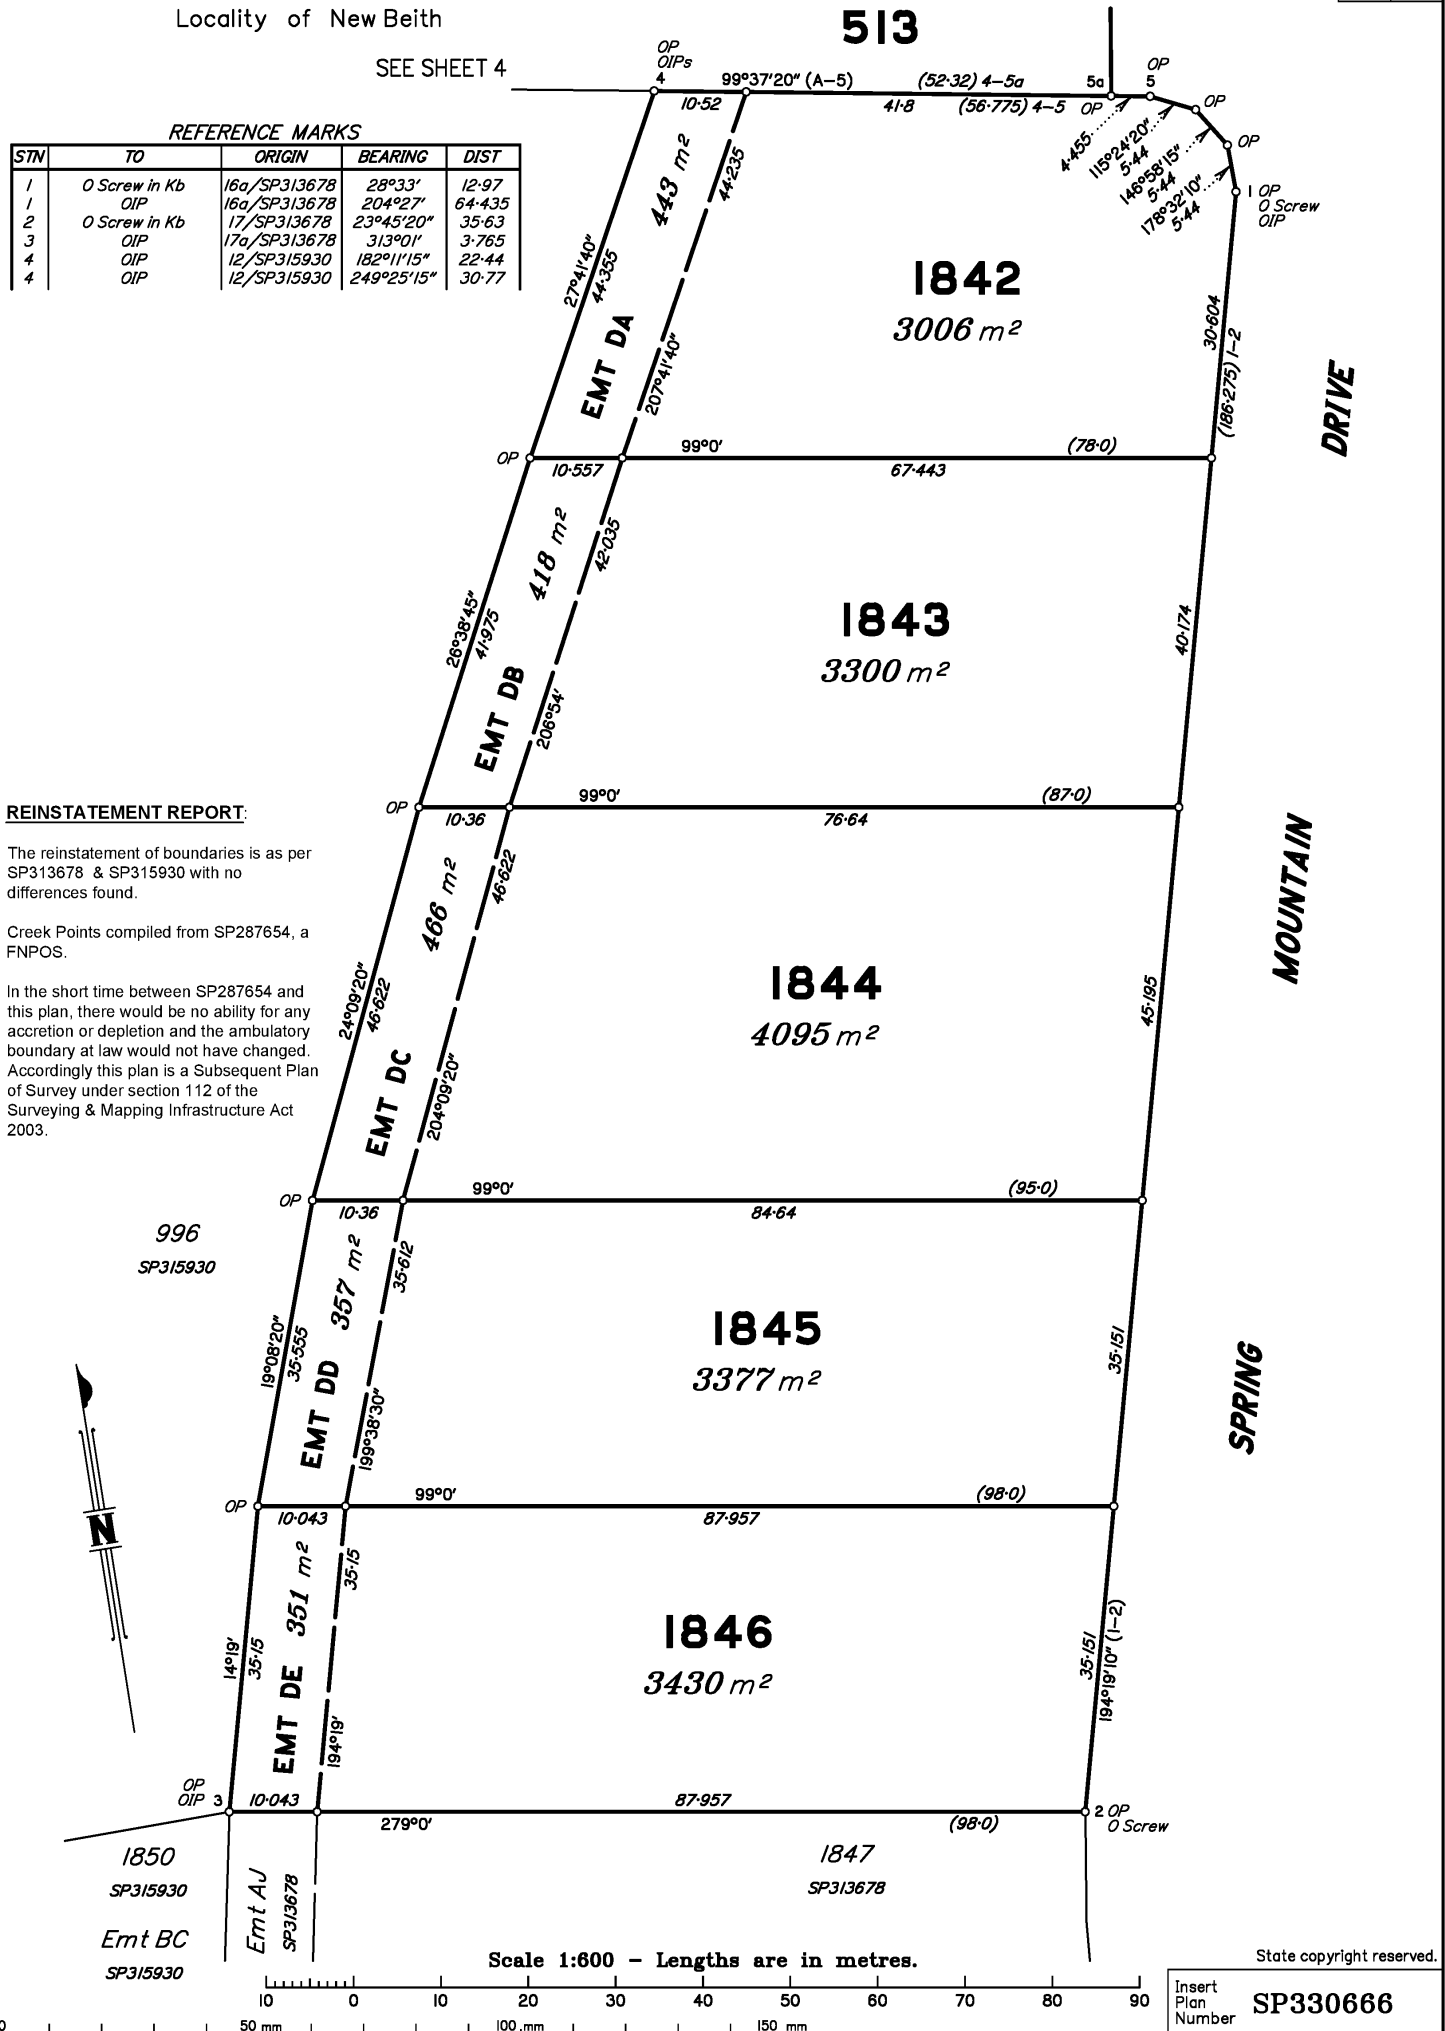 Locality of New Beith
513
SEE SHEET 4
OP
OIPs
4
99°37'20" (A-5)
(52·32) 4-5a
5a
OP
5
10·52
41·8
(56·775) 4-5
OP
OP
OP
4·455
115°24'20"
5·44
146°58'15"
5·44
178°32'10"
5·44
1 OP
O Screw
OIP
REFERENCE MARKS
STN TO ORIGIN BEARING DIST
1 O Screw in Kb 16a/SP313678 28°33' 12·97
1 OIP 16a/SP313678 204°27' 64·435
2 O Screw in Kb 17/SP313678 23°45'20" 35·63
3 OIP 17a/SP313678 313°01' 3·765
4 OIP 12/SP315930 182°11'15" 22·44
4 OIP 12/SP315930 249°25'15" 30·77
443 m²
44·235
27°41'40"
44·355
EMT DA
207°41'40"
1842
3006 m²
30·604
(186·275) 1-2
DRIVE
OP
99°0'
(78·0)
10·557
67·443
418 m²
42·035
26°38'45"
41·975
EMT DB
206°54'
1843
3300 m²
40·174
OP
99°0'
(87·0)
10·36
76·64
REINSTATEMENT REPORT:
The reinstatement of boundaries is as per
SP313678 & SP315930 with no
differences found.
Creek Points compiled from SP287654, a
FNPOS.
In the short time between SP287654 and
this plan, there would be no ability for any
accretion or depletion and the ambulatory
boundary at law would not have changed.
Accordingly this plan is a Subsequent Plan
of Survey under section 112 of the
Surveying & Mapping Infrastructure Act
2003.
466 m²
46·622
24°09'20"
46·622
EMT DC
204°09'20"
1844
4095 m²
45·195
MOUNTAIN
OP
99°0'
(95·0)
10·36
84·64
996
SP315930
357 m²
35·612
19°08'20"
35·555
EMT DD
199°38'30"
1845
3377 m²
35·151
SPRING
OP
99°0'
(98·0)
10·043
87·957
N
351 m²
35·15
14°19'
35·15
EMT DE
194°19'
1846
3430 m²
35·151
194°19'10" (1-2)
OP
OIP 3
10·043
87·957
279°0'
(98·0)
2 OP
O Screw
1850
SP315930
Emt AJ
SP313678
1847
SP313678
Emt BC
SP315930
Scale 1:600 – Lengths are in metres.
State copyright reserved.
10 0 10 20 30 40 50 60 70 80 90
Insert
Plan
Number
SP330666
0 50 mm 100 mm 150 mm